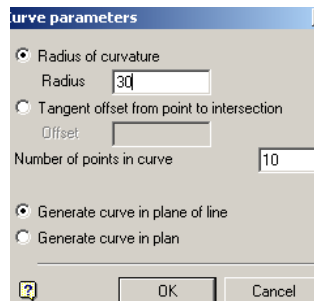 Curve parameters
Radius of curvature
Radius 30
Tangent offset from point to intersection
Offset
Number of points in curve 10
Generate curve in plane of line
Generate curve in plan
? OK Cancel